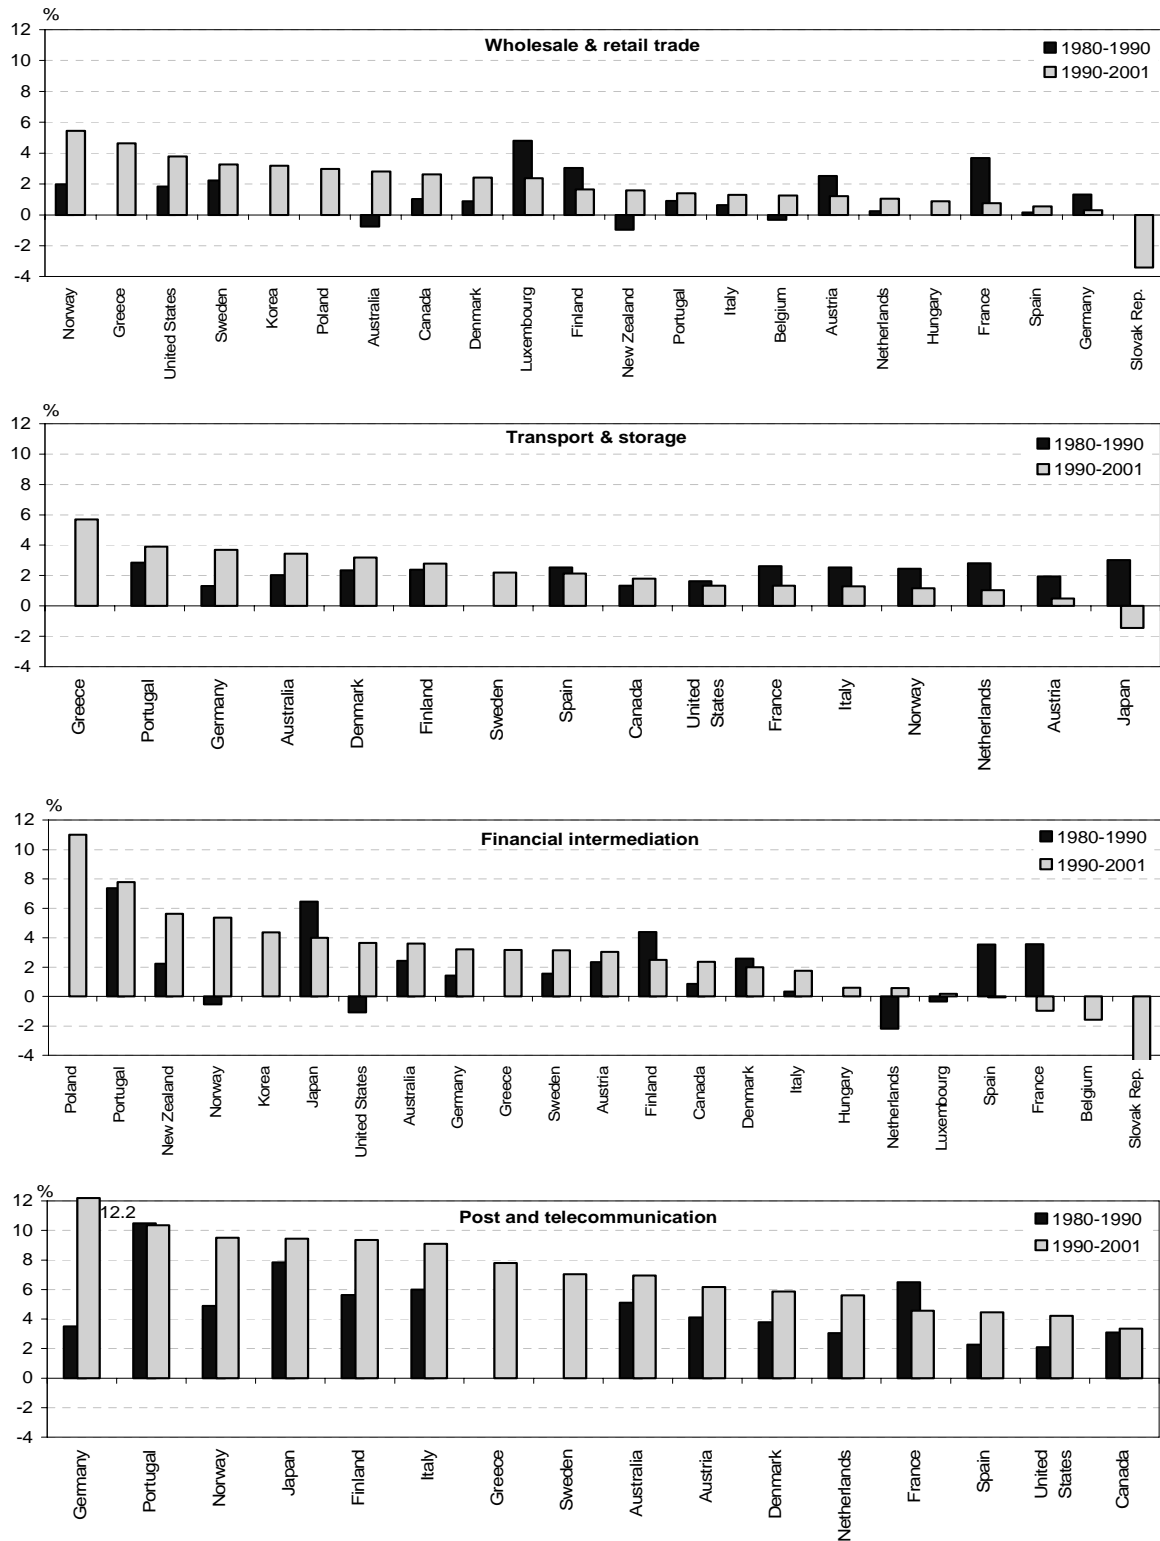 %
12
Wholesale & retail trade
1980-1990
10
1990-2001
8
6
4
2
0
-2
-4
Norway
Greece
United States
Sweden
Korea
Poland
Australia
Canada
Denmark
Luxembourg
Finland
New Zealand
Portugal
Italy
Belgium
Austria
Netherlands
Hungary
France
Spain
Germany
Slovak Rep.
%
12
Transport & storage
1980-1990
10
1990-2001
8
6
4
2
0
-2
-4
Greece
Portugal
Germany
Australia
Denmark
Finland
Sweden
Spain
Canada
United
States
France
Italy
Norway
Netherlands
Austria
Japan
%
12
Financial intermediation
1980-1990
10
1990-2001
8
6
4
2
0
-2
-4
Poland
Portugal
New Zealand
Norway
Korea
Japan
United States
Australia
Germany
Greece
Sweden
Austria
Finland
Canada
Denmark
Italy
Hungary
Netherlands
Luxembourg
Spain
France
Belgium
Slovak Rep.
%
12
12.2
Post and telecommunication
1980-1990
10
1990-2001
8
6
4
2
0
-2
-4
Germany
Portugal
Norway
Japan
Finland
Italy
Greece
Sweden
Australia
Austria
Denmark
Netherlands
France
Spain
United
States
Canada